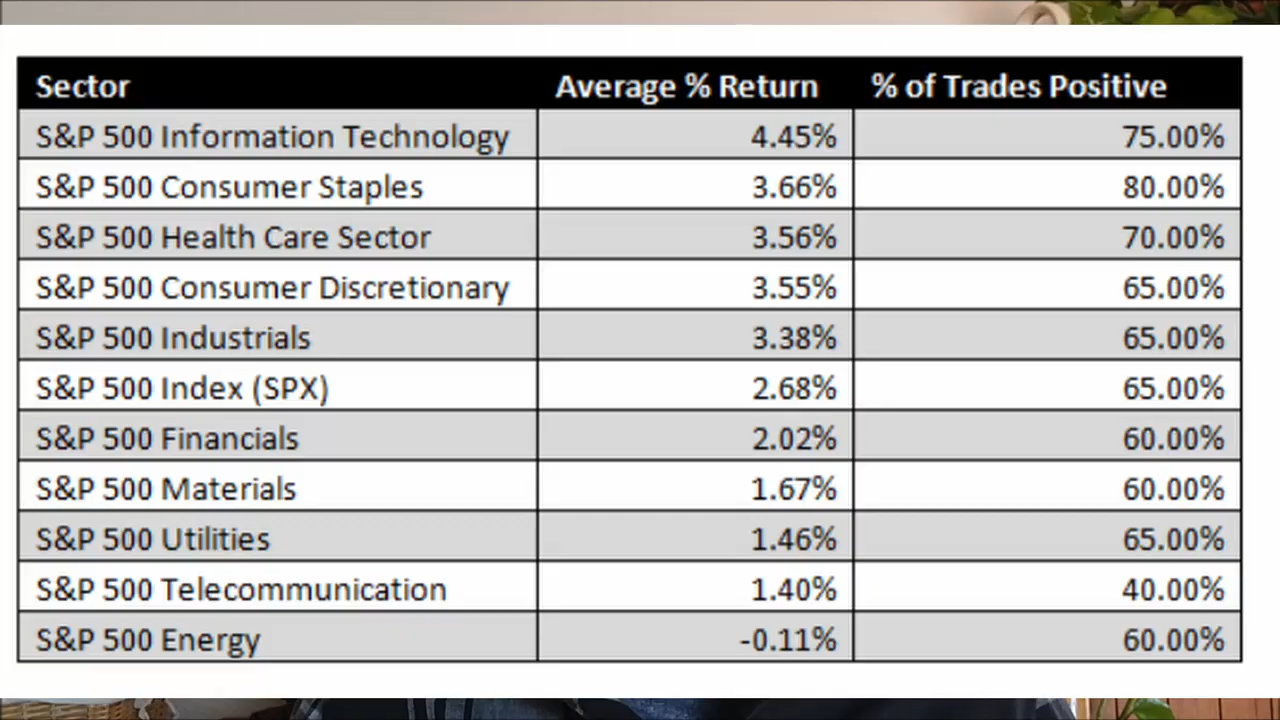 Sector Average % Return % of Trades Positive
S&P 500 Information Technology 4.45% 75.00%
S&P 500 Consumer Staples 3.66% 80.00%
S&P 500 Health Care Sector 3.56% 70.00%
S&P 500 Consumer Discretionary 3.55% 65.00%
S&P 500 Industrials 3.38% 65.00%
S&P 500 Index (SPX) 2.68% 65.00%
S&P 500 Financials 2.02% 60.00%
S&P 500 Materials 1.67% 60.00%
S&P 500 Utilities 1.46% 65.00%
S&P 500 Telecommunication 1.40% 40.00%
S&P 500 Energy -0.11% 60.00%